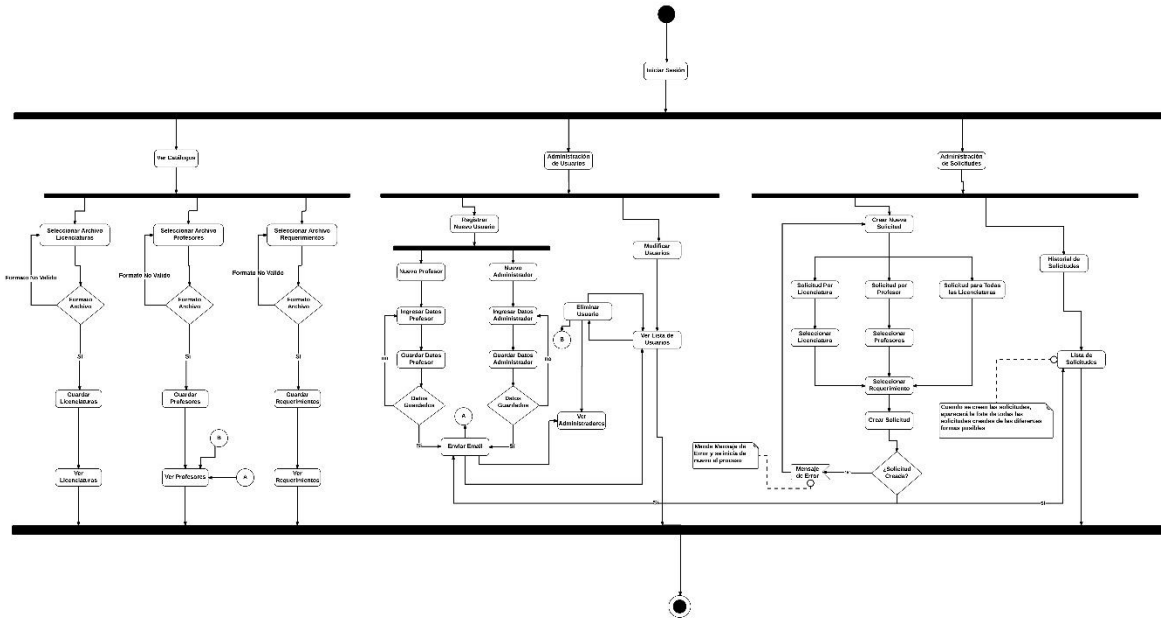 Iniciar Sesión
Ver Catálogos
Administración
de Usuarios
Administración
de Solicitudes
Seleccionar Archivo
Licenciaturas
Seleccionar Archivo
Profesores
Seleccionar Archivo
Requerimientos
Registrar
Nuevo Usuario
Modificar
Usuarios
Crear Nueva
Solicitud
Historial de
Solicitudes
Formato No Valido
Formato No Valido
Formato No Valido
Formato
Archivo
Formato
Archivo
Formato
Archivo
Nuevo Profesor
Nuevo
Administrador
Ingresar Datos
Profesor
Ingresar Datos
Administrador
Eliminar
Usuario
B
Ver Lista de
Usuarios
Guardar Datos
Profesor
Guardar Datos
Administrador
no
no
Datos
Guardados
Datos
Guardados
Si
Si
A
Enviar Email
Ver
Administradores
Solicitud Por
Licenciatura
Solicitud por
Profesor
Solicitud para Todas
las Licenciaturas
Seleccionar
Licenciatura
Seleccionar
Profesores
Seleccionar
Requerimiento
Crear Solicitud
Lista de
Solicitudes
Cuando se creen las solicitudes,
aparecerá la lista de todas las
solicitudes creadas de las diferentes
formas posibles
Mande Mensaje de
Error y se inicia de
nuevo el proceso
Mensaje
de Error
¿Solicitud
Creada?
Si
Si
Si
Si
Si
Guardar
Licenciaturas
Guardar
Profesores
Guardar
Requerimientos
B
A
Ver
Licenciaturas
Ver Profesores
Ver
Requerimientos